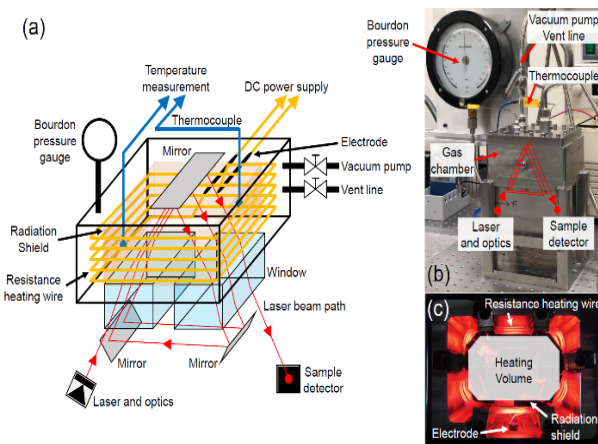 (a)
Temperature
measurement
DC power supply
Thermocouple
Bourdon
pressure
gauge
Mirror
Electrode
Vacuum pump
Vent line
Radiation
Shield
Resistance
heating wire
Window
Laser beam path
Mirror
Mirror
Sample
detector
Laser and optics
Bourdon
pressure
gauge
Vacuum pump
Vent line
Thermocouple
Gas
chamber
Laser
and optics
Sample
detector
(b)
(c)
Resistance heating wire
Heating
Volume
Radiation
shield
Electrode